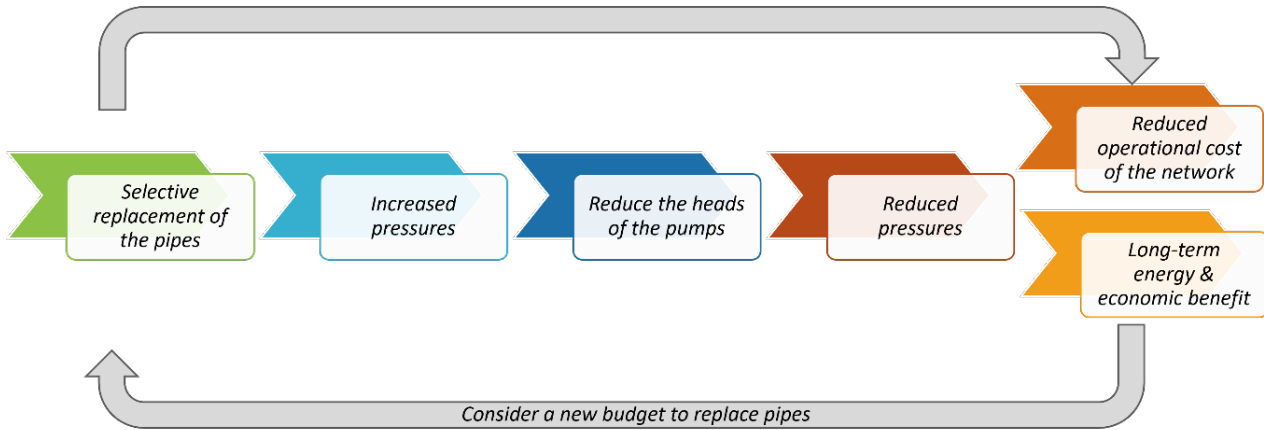 Selective
replacement of
the pipes
Increased
pressures
Reduce the heads
of the pumps
Reduced
pressures
Reduced
operational cost
of the network
Long-term
energy &
economic benefit
Consider a new budget to replace pipes